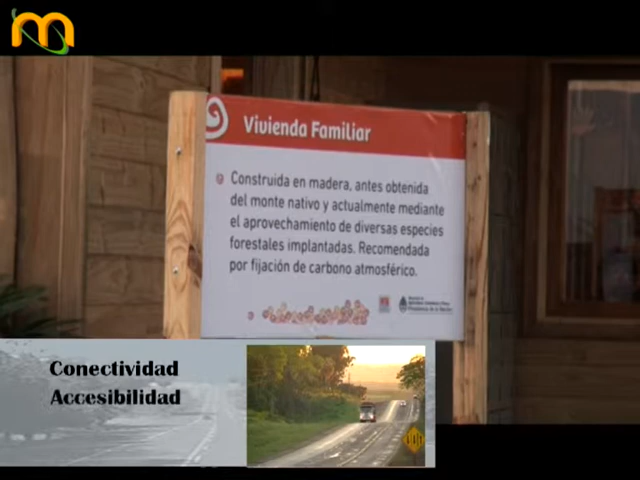 m
Vivienda Familiar
Construida en madera, antes obtenida
del monte nativo y actualmente mediante
el aprovechamiento de diversas especies
forestales implantadas. Recomendada
por fijación de carbono atmosférico.
Conectividad
Accesibilidad